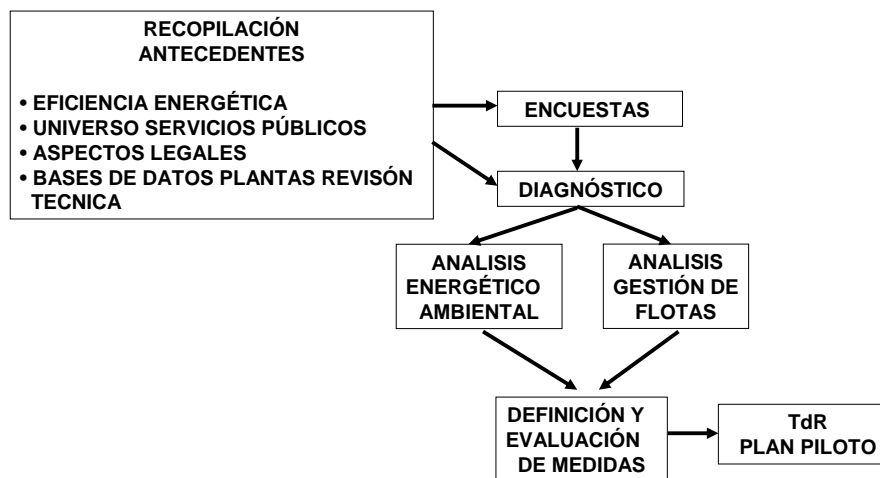 RECOPILACIÓN
ANTECEDENTES
• EFICIENCIA ENERGÉTICA
• UNIVERSO SERVICIOS PÚBLICOS
• ASPECTOS LEGALES
• BASES DE DATOS PLANTAS REVISÓN
TECNICA
ENCUESTAS
DIAGNÓSTICO
ANALISIS
ENERGÉTICO
AMBIENTAL
ANALISIS
GESTIÓN DE
FLOTAS
DEFINICIÓN Y
EVALUACIÓN
DE MEDIDAS
TdR
PLAN PILOTO